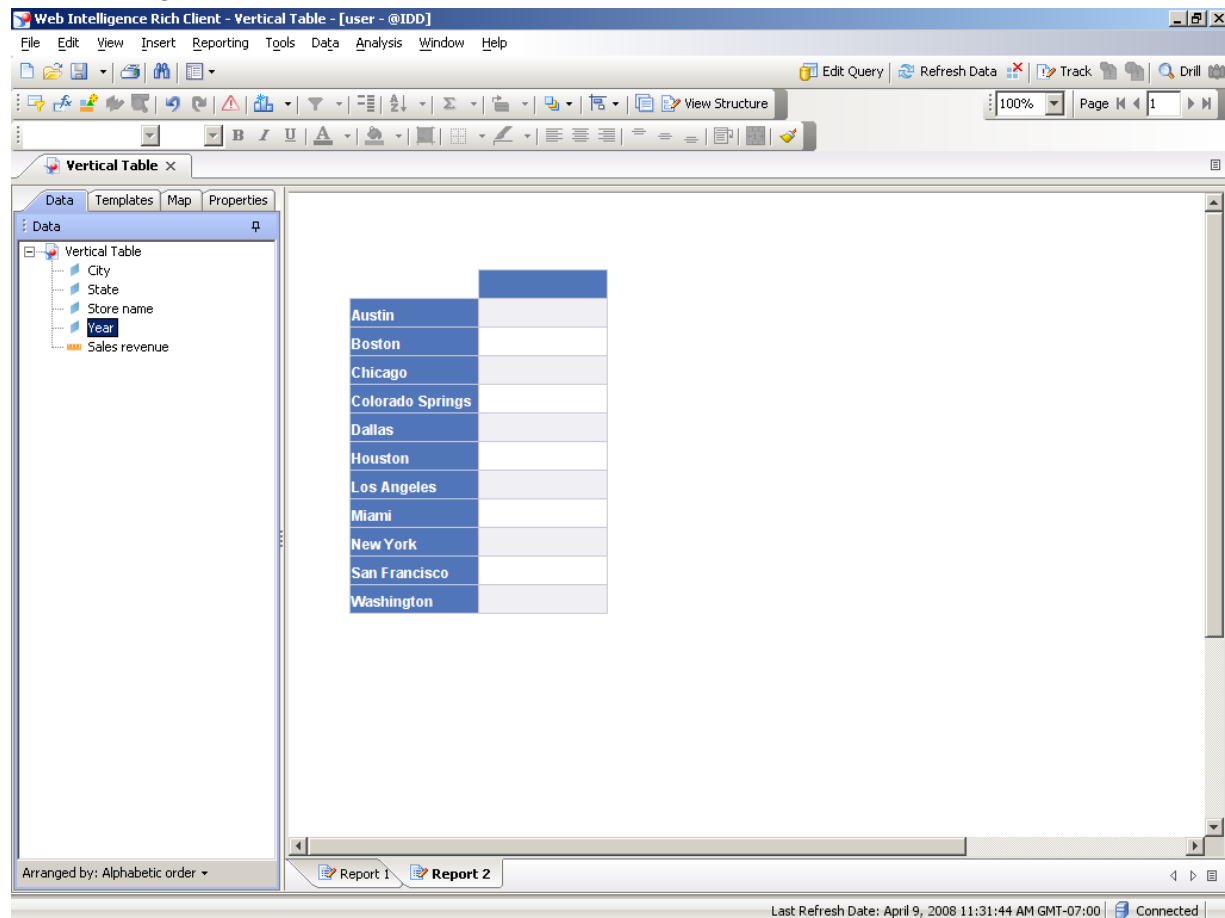 Web Intelligence Rich Client - Vertical Table - [user - @IDD]
File Edit View Insert Reporting Tools Data Analysis Window Help
Edit Query Refresh Data Track Drill
View Structure 100% Page 1
B I U A
Vertical Table
Data Templates Map Properties
Data
Vertical Table
City
State
Store name
Year
Sales revenue
Austin
Boston
Chicago
Colorado Springs
Dallas
Houston
Los Angeles
Miami
New York
San Francisco
Washington
Arranged by: Alphabetic order
Report 1 Report 2
Last Refresh Date: April 9, 2008 11:31:44 AM GMT-07:00 Connected